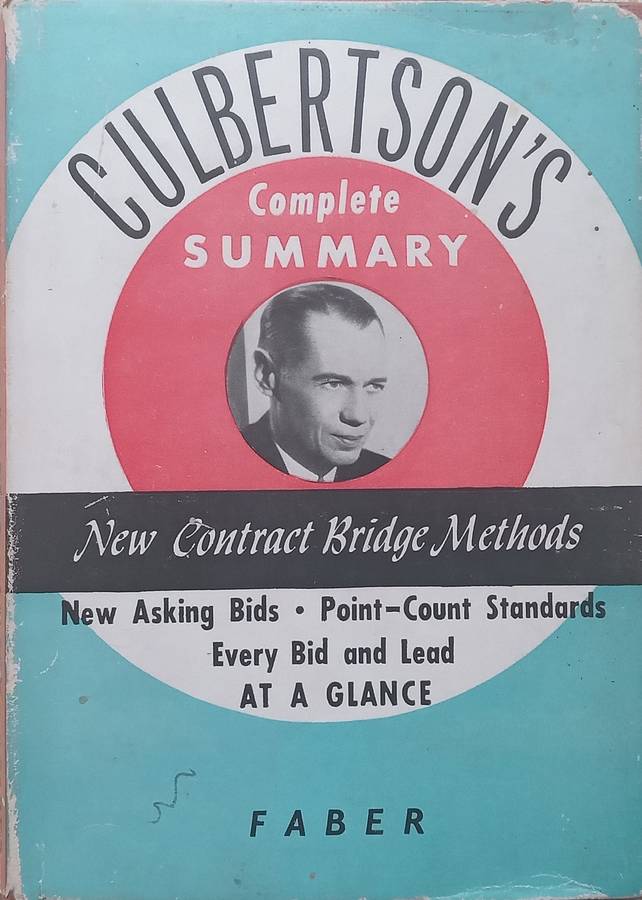 CULBERTSON'S
Complete
SUMMARY
New Contract Bridge Methods
New Asking Bids • Point-Count Standards
Every Bid and Lead
AT A GLANCE
FABER